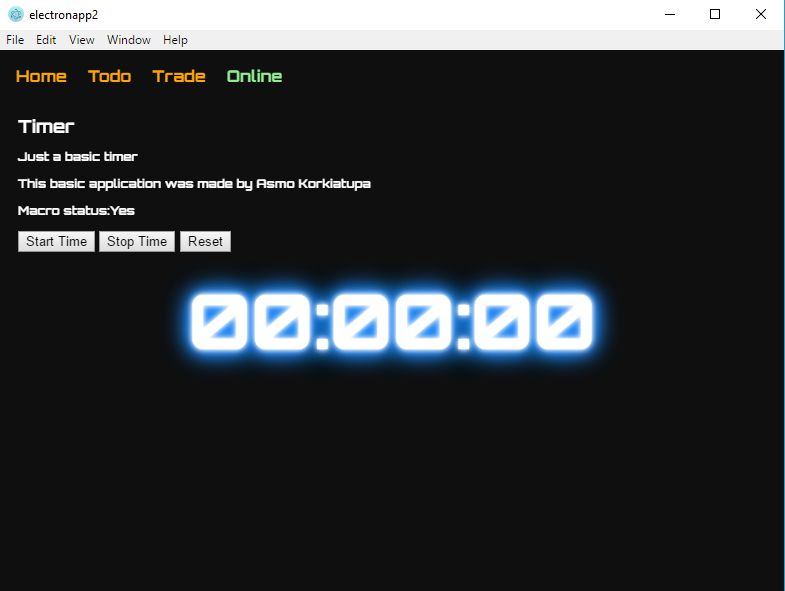 electronapp2
File Edit View Window Help
Home Todo Trade Online
Timer
Just a basic timer
This basic application was made by Asmo Korkiatupa
Macro status:Yes
Start Time Stop Time Reset
00:00:00